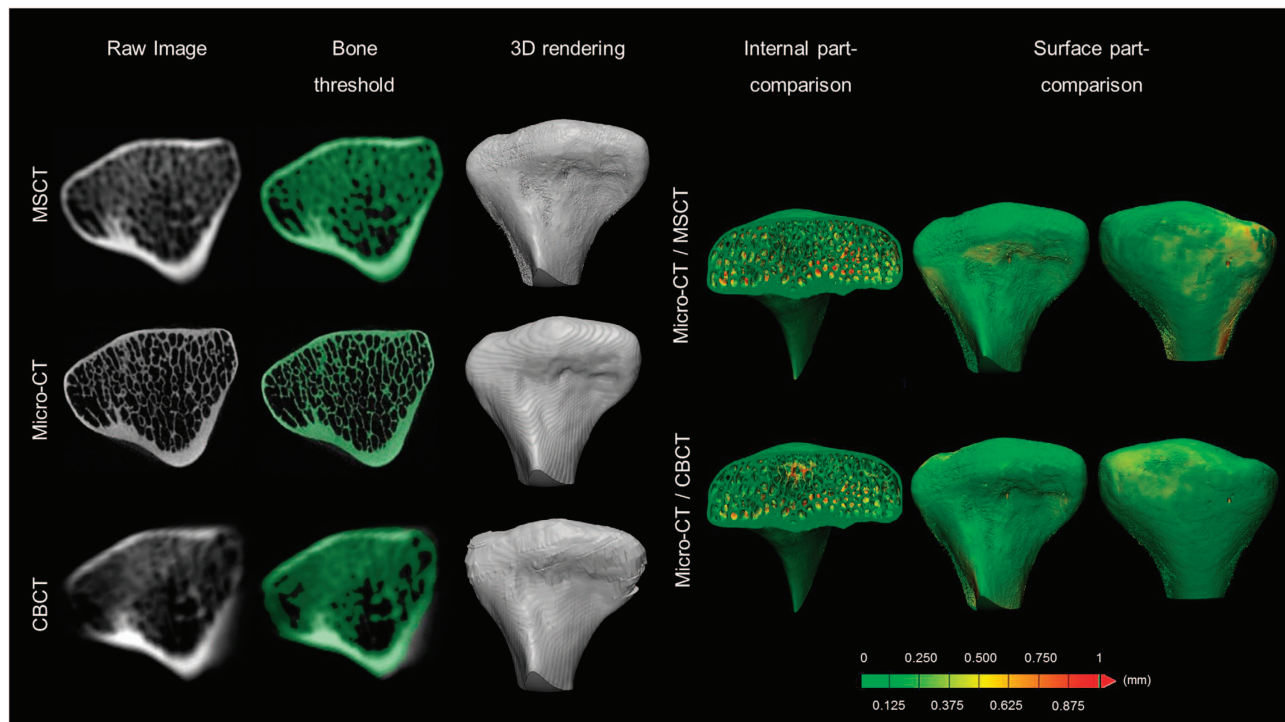 Raw Image
Bone
threshold
3D rendering
Internal part-
comparison
Surface part-
comparison
MSCT
Micro-CT
CBCT
Micro-CT / MSCT
Micro-CT / CBCT
0 0.250 0.500 0.750 1
(mm)
0.125 0.375 0.625 0.875